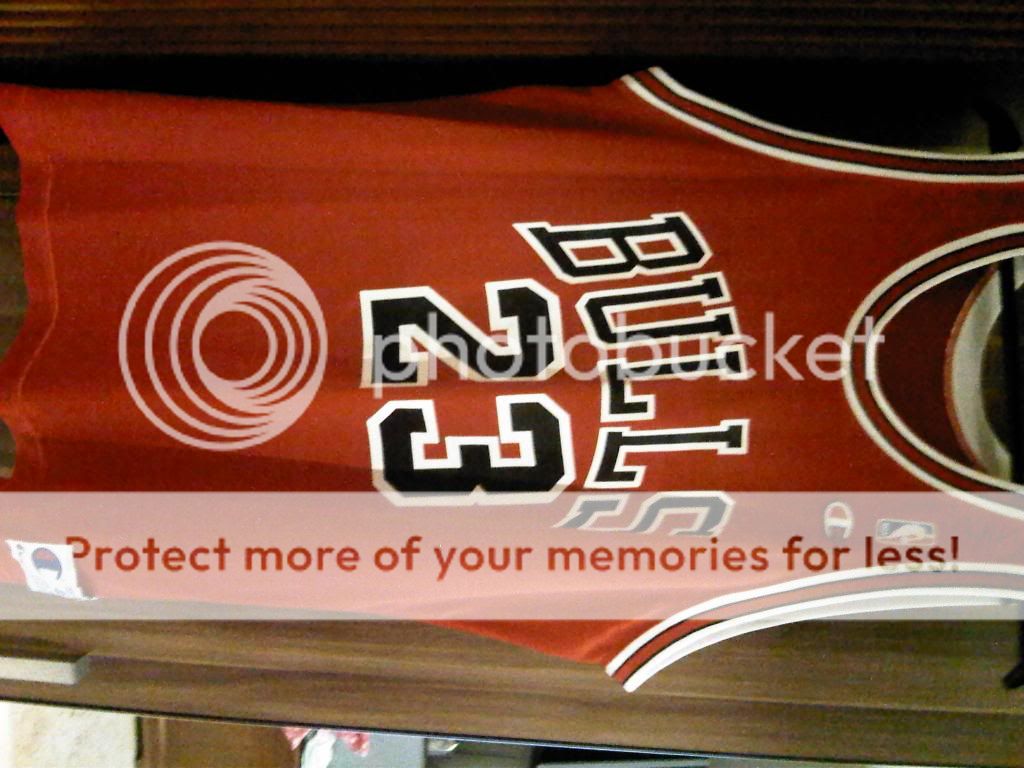 BULLS
23
photobucket
Protect more of your memories for less!